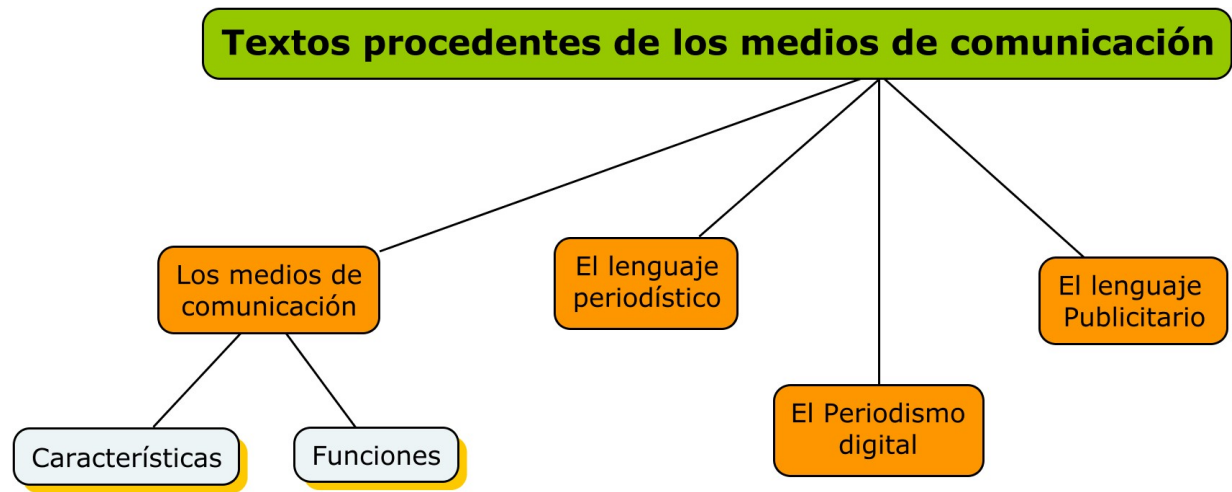 Textos procedentes de los medios de comunicación
Los medios de
comunicación
El lenguaje
periodístico
El lenguaje
Publicitario
El Periodismo
digital
Características
Funciones